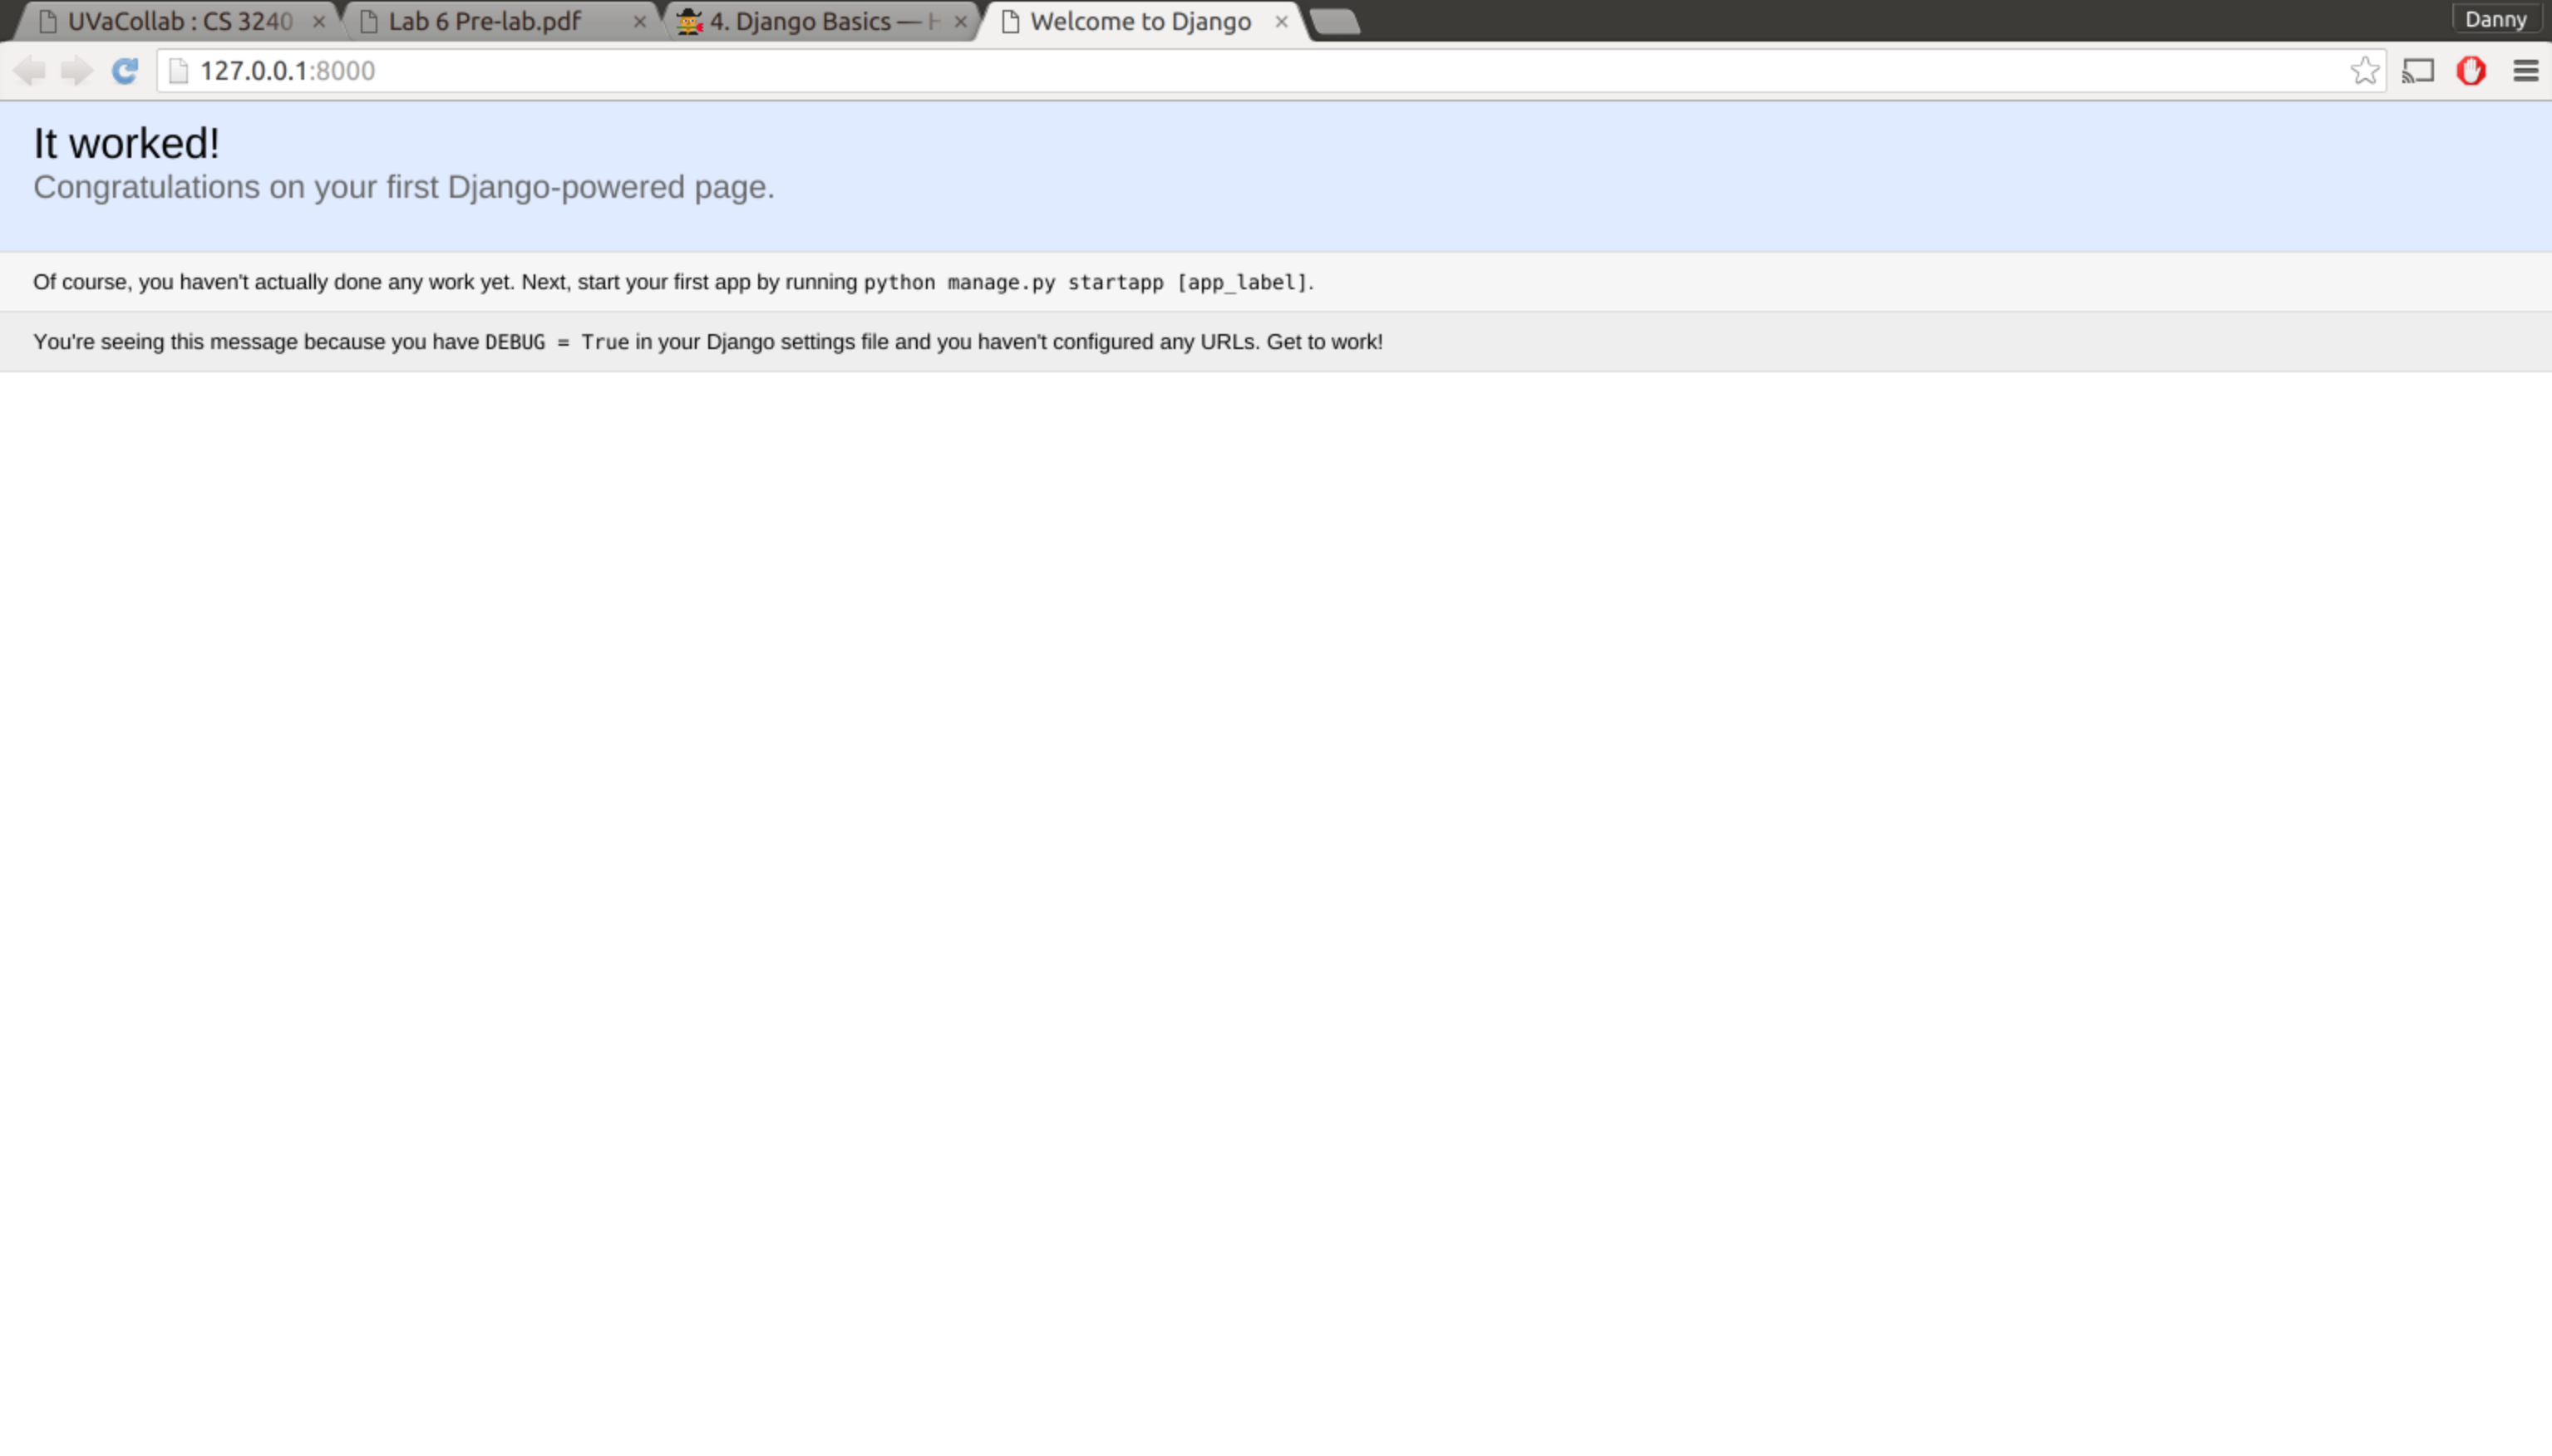 UVaCollab : CS 3240
Lab 6 Pre-lab.pdf
4. Django Basics — H
Welcome to Django
Danny
127.0.0.1:8000
It worked!
Congratulations on your first Django-powered page.
Of course, you haven't actually done any work yet. Next, start your first app by running python manage.py startapp [app_label].
You're seeing this message because you have DEBUG = True in your Django settings file and you haven't configured any URLs. Get to work!